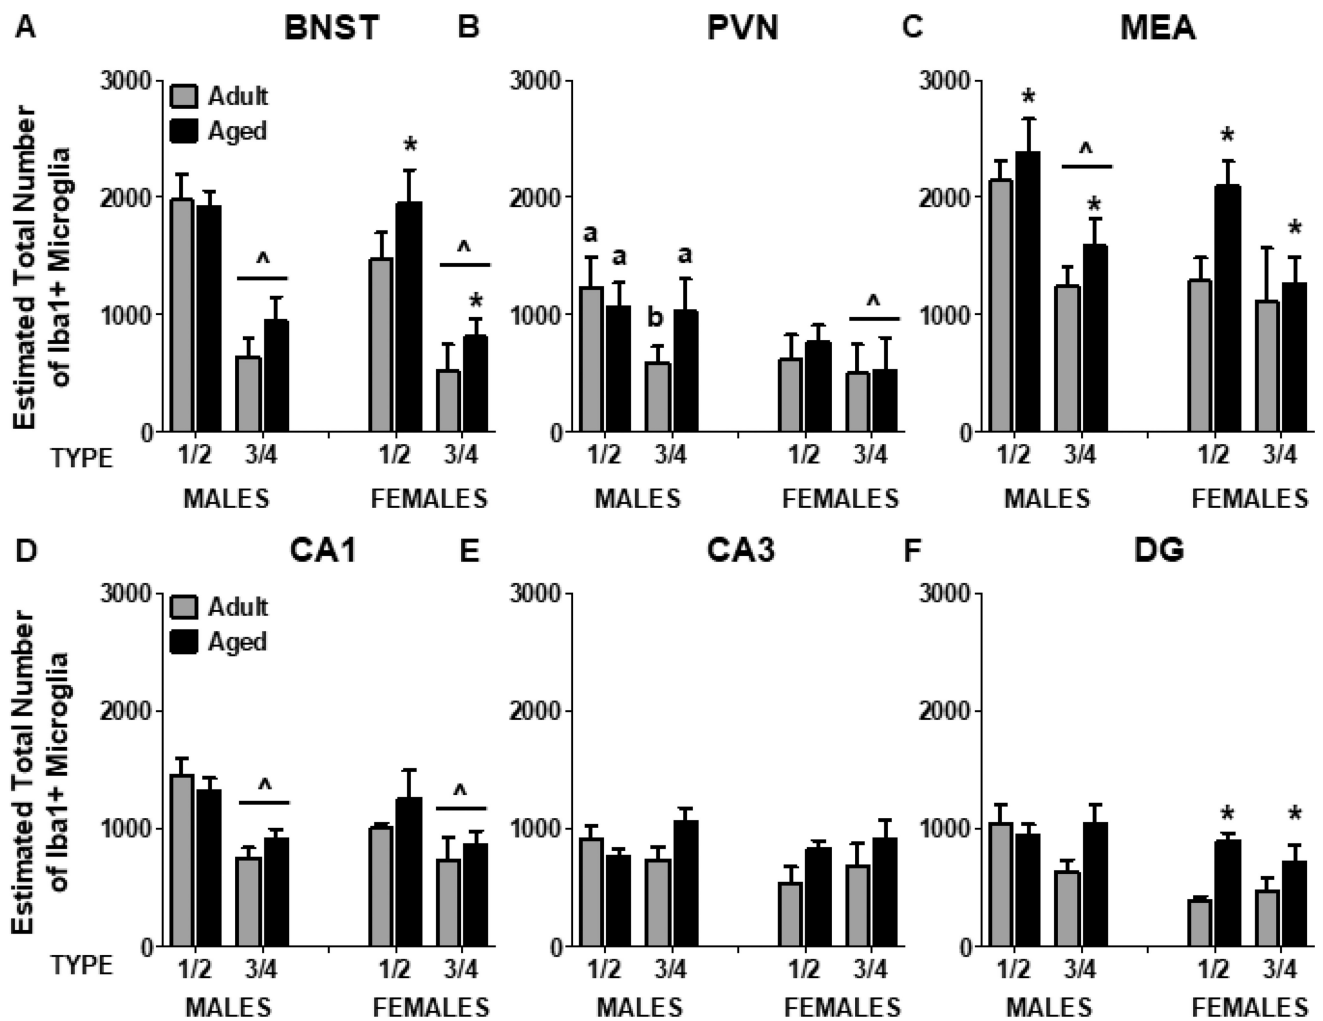 A BNST B PVN C MEA
Estimated Total Number
of Iba1+ Microglia
3000 Adult Aged 2000 1000 0
* ^ ^ *
TYPE 1/2 3/4 1/2 3/4
MALES FEMALES
3000 2000 1000 0
a a b a ^
1/2 3/4 1/2 3/4
MALES FEMALES
3000 2000 1000 0
* ^ * * *
1/2 3/4 1/2 3/4
MALES FEMALES
D CA1 E CA3 F DG
Estimated Total Number
of Iba1+ Microglia
3000 Adult Aged 2000 1000 0
^ ^
TYPE 1/2 3/4 1/2 3/4
MALES FEMALES
3000 2000 1000 0
1/2 3/4 1/2 3/4
MALES FEMALES
3000 2000 1000 0
* *
1/2 3/4 1/2 3/4
MALES FEMALES